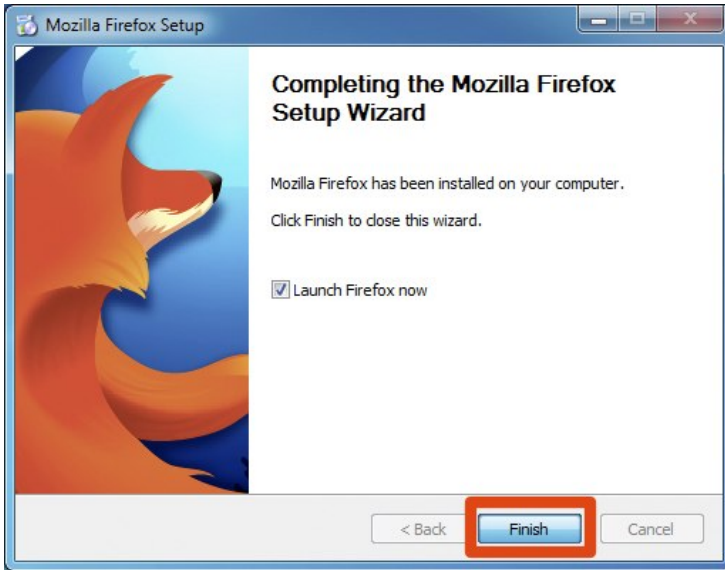 Mozilla Firefox Setup
Completing the Mozilla Firefox
Setup Wizard
Mozilla Firefox has been installed on your computer.
Click Finish to close this wizard.
Launch Firefox now
< Back Finish Cancel